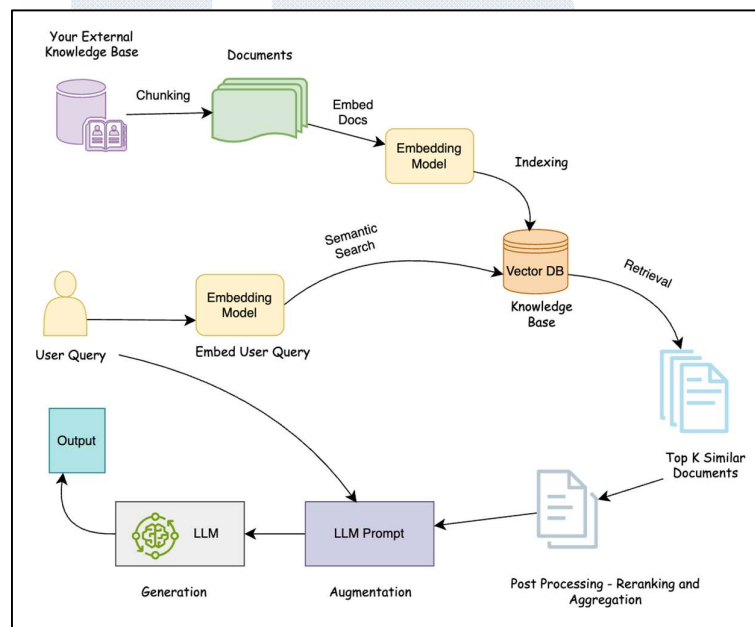 Your External
Knowledge Base
Documents
Chunking
Embed
Docs
Embedding
Model
Indexing
Semantic
Search
Vector DB
Knowledge
Base
Retrieval
Embedding
Model
User Query
Embed User Query
Output
Top K Similar
Documents
LLM
LLM Prompt
Generation
Augmentation
Post Processing - Reranking and
Aggregation